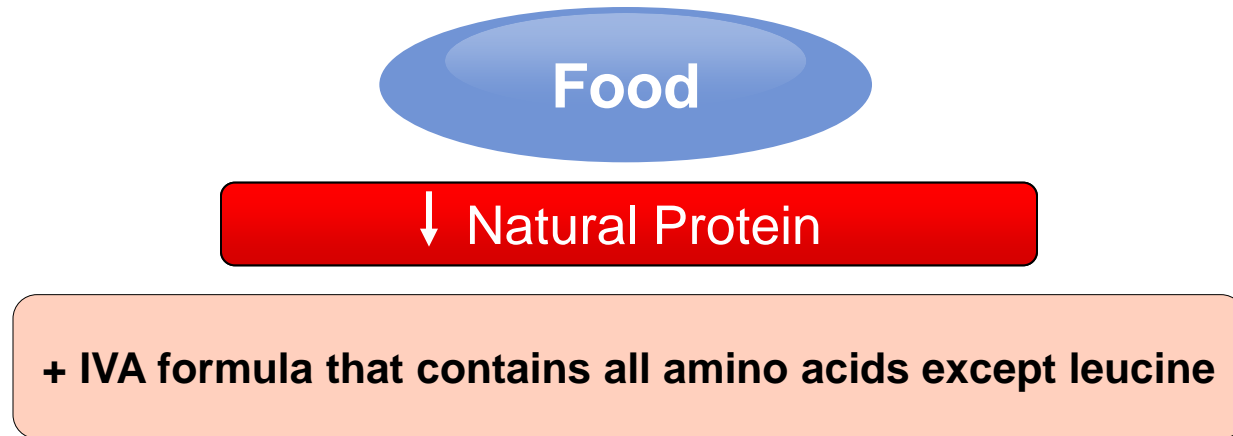 Food
↓ Natural Protein
+ IVA formula that contains all amino acids except leucine